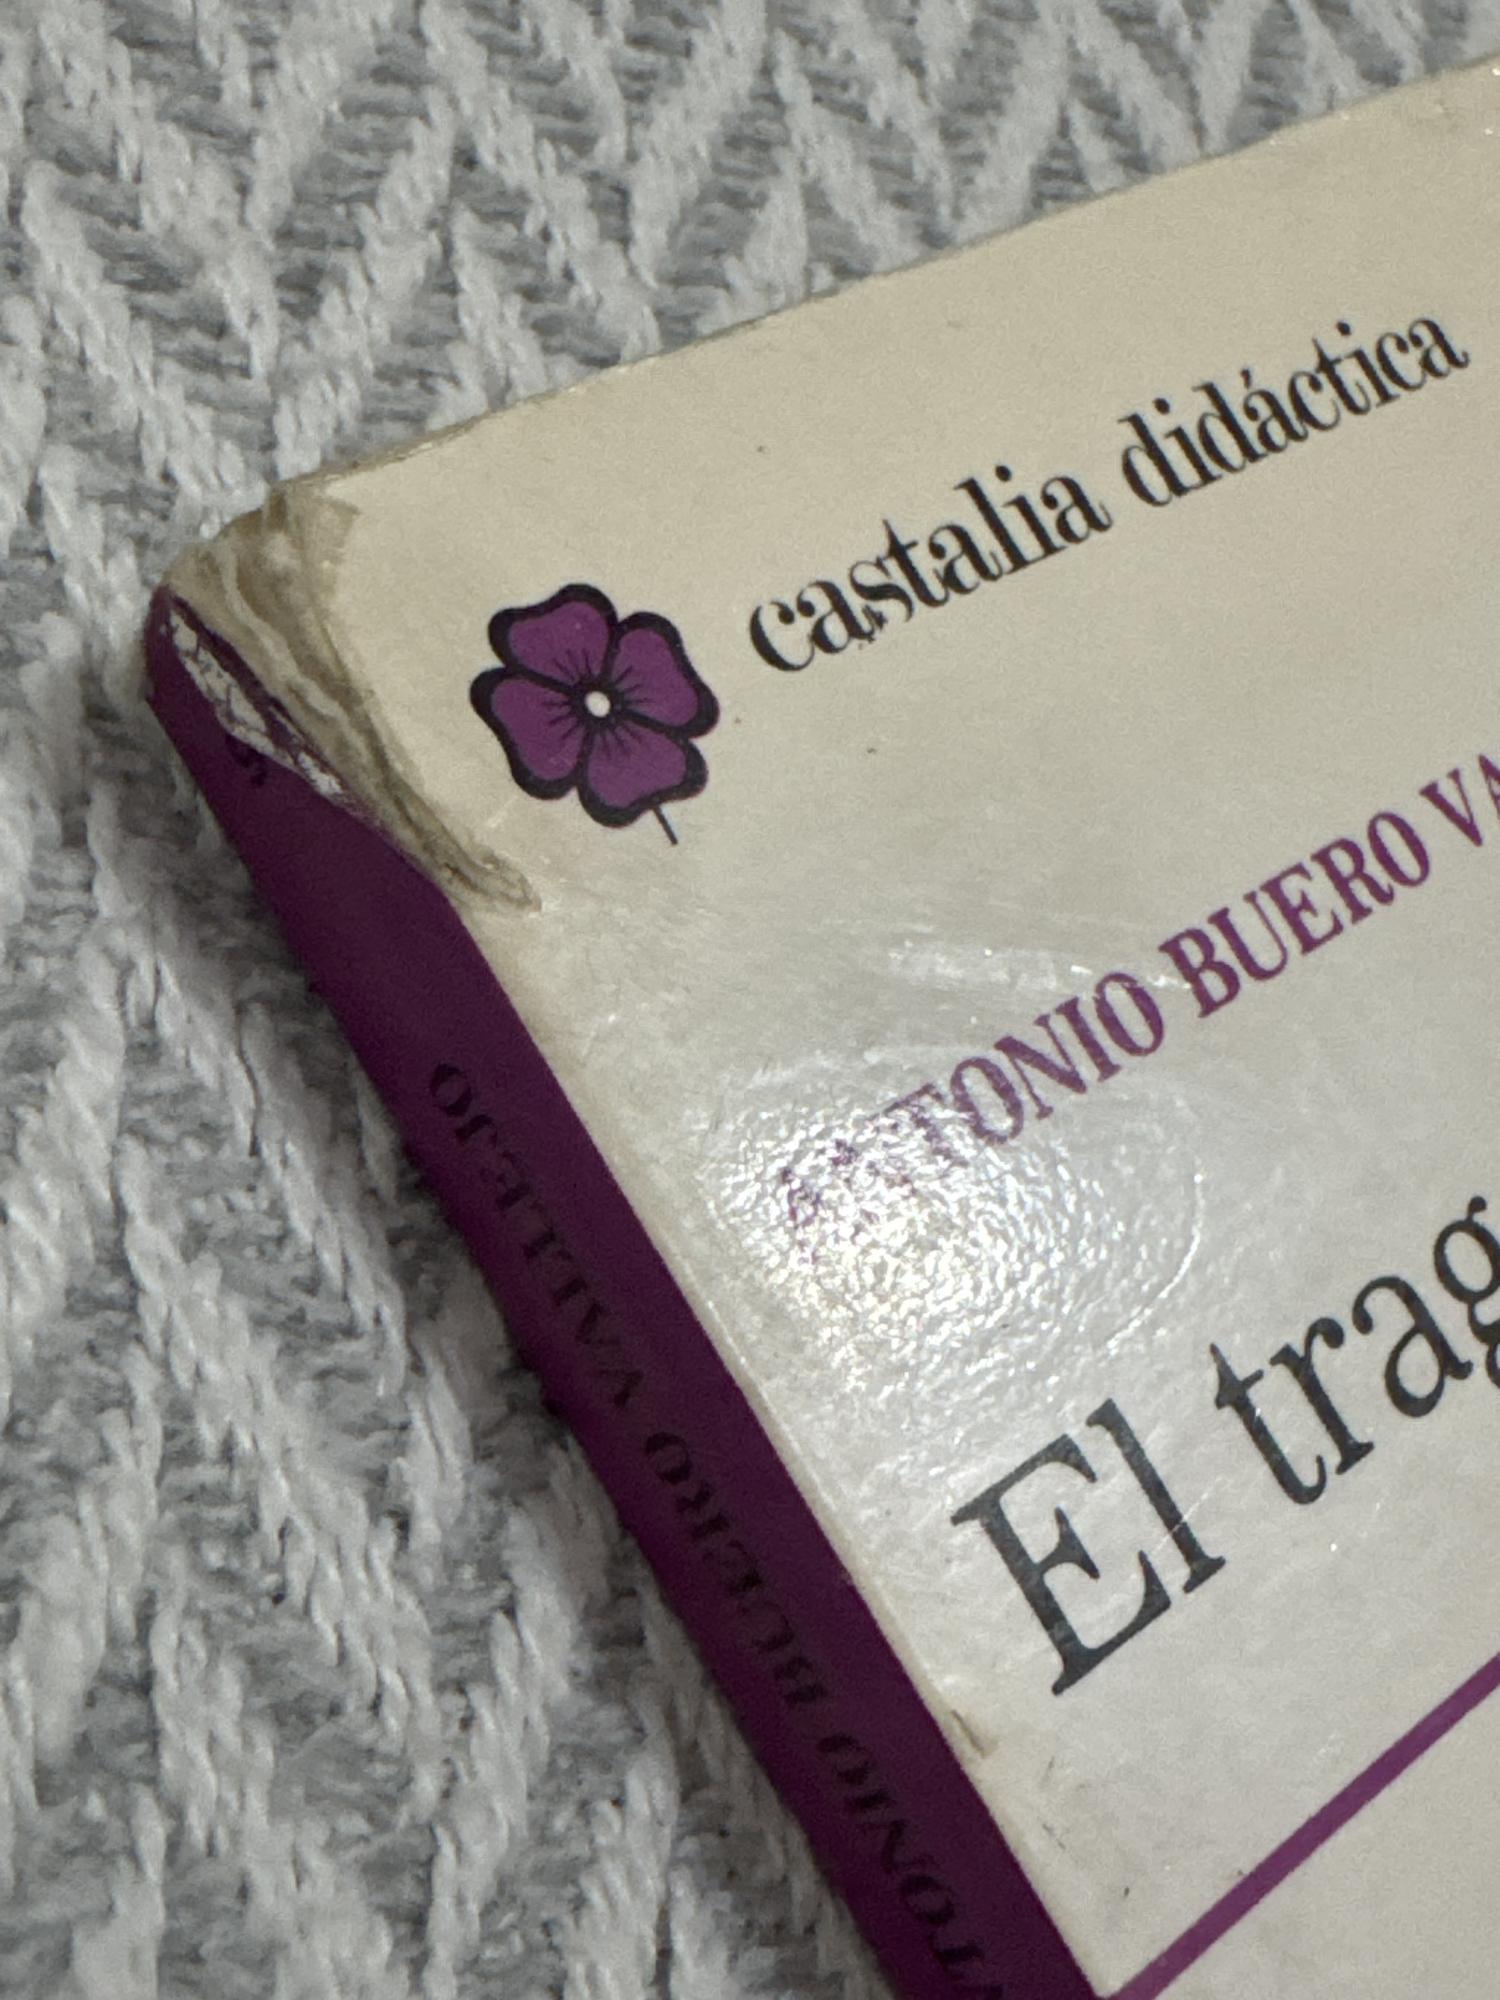 castalia didáctica
ANTONIO BUERO VA
El trag
ANTONIO BUERO VALLEJO